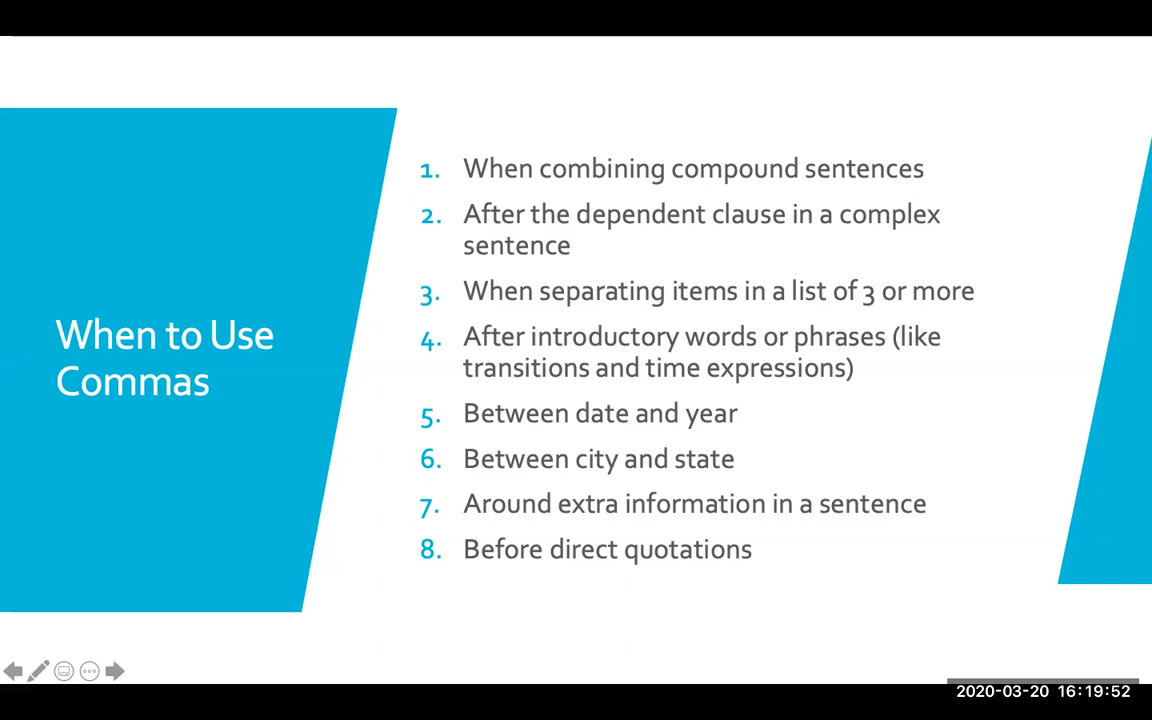 When to Use
Commas
1. When combining compound sentences
2. After the dependent clause in a complex
sentence
3. When separating items in a list of 3 or more
4. After introductory words or phrases (like
transitions and time expressions)
5. Between date and year
6. Between city and state
7. Around extra information in a sentence
8. Before direct quotations
2020-03-20 16:19:52